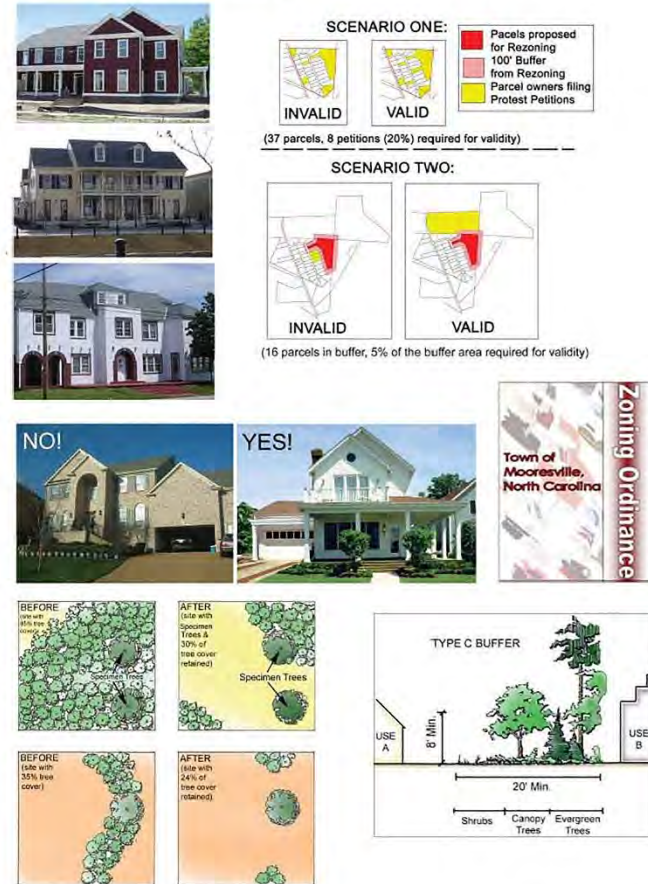 SCENARIO ONE:
INVALID
VALID
Pacels proposed
for Rezoning
100' Buffer
from Rezoning
Parcel owners filing
Protest Petitions
(37 parcels, 8 petitions (20%) required for validity)
SCENARIO TWO:
INVALID
VALID
(16 parcels in buffer, 5% of the buffer area required for validity)
NO!
YES!
Town of
Mooresville,
North Carolina
Zoning Ordinance
BEFORE
(site with
85% tree
cover)
Specimen Trees
AFTER
(site with
Specimen
Trees &
30% of
tree cover
retained)
Specimen Trees
BEFORE
(site with
35% tree
cover)
AFTER
(site with
24% of
tree cover
retained)
TYPE C BUFFER
USE
A
8' Min.
USE
B
20' Min.
Shrubs
Canopy
Trees
Evergreen
Trees